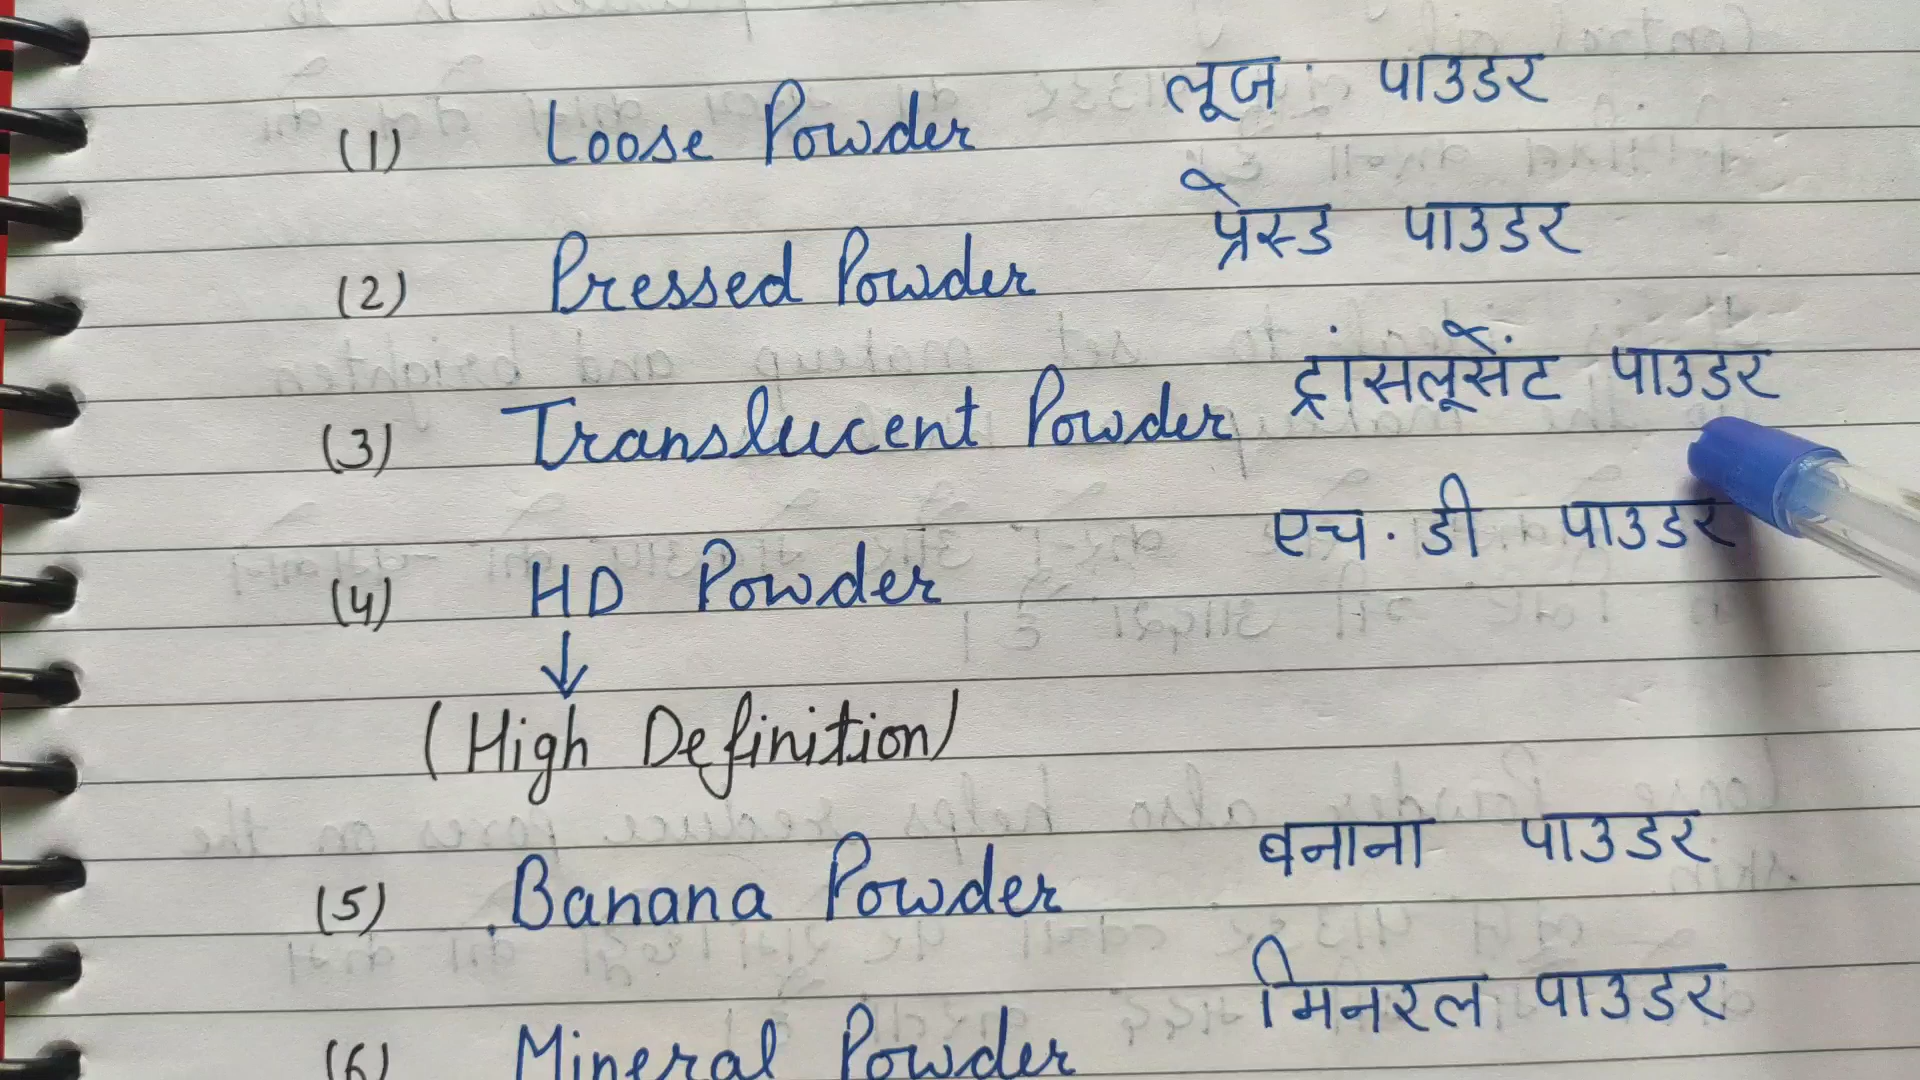 (1) Loose Powder लूज पाउडर
(2) Pressed Powder प्रेस्ड पाउडर
(3) Translucent Powder ट्रांसलूसेंट पाउडर
(4) HD Powder एच.डी पाउडर
↓
(High Definition)
(5) Banana Powder बनाना पाउडर
(6) Mineral Powder मिनरल पाउडर